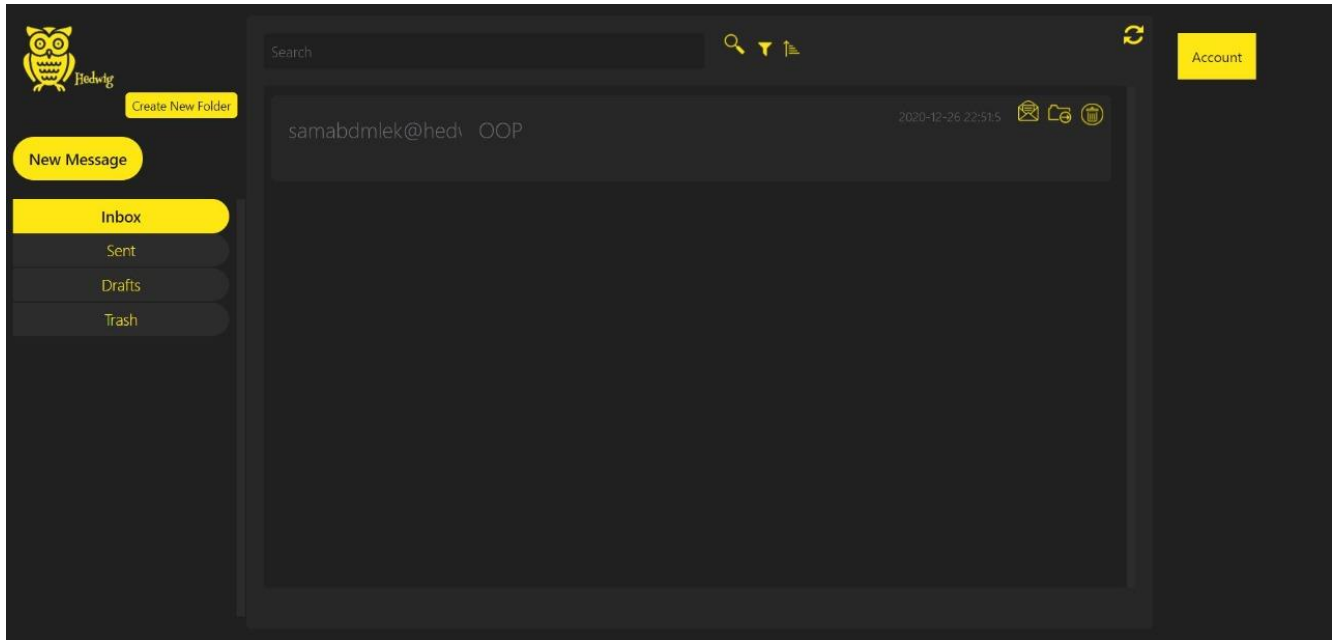 Hedwig
Create New Folder
New Message
Inbox
Sent
Drafts
Trash
Search
samabdmlek@hed OOP
2020-12-26 22:51:5
Account